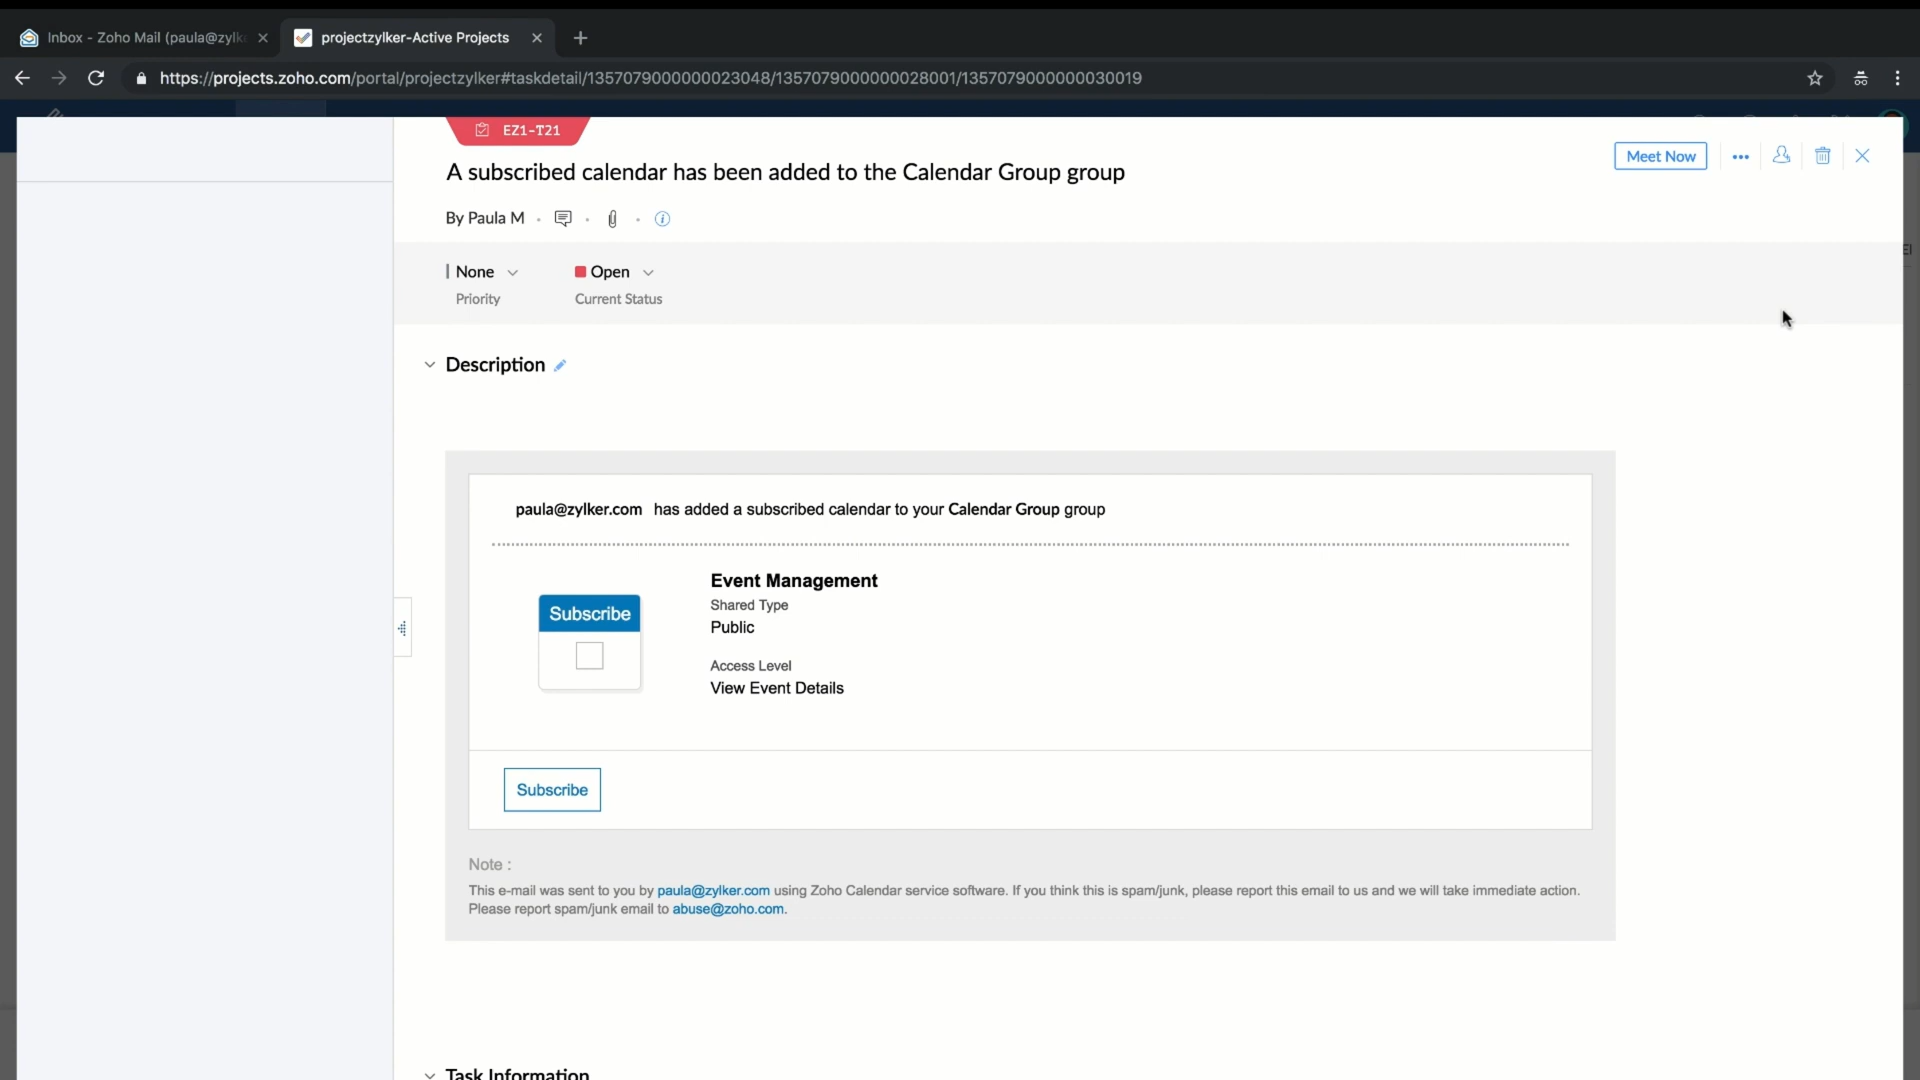 Inbox - Zoho Mail (paula@zylk
projectzylker-Active Projects
https://projects.zoho.com/portal/projectzylker#taskdetail/1357079000000023048/1357079000000028001/1357079000000030019
EZ1-T21
A subscribed calendar has been added to the Calendar Group group
Meet Now
By Paula M
None
Open
Priority
Current Status
Description
paula@zylker.com has added a subscribed calendar to your Calendar Group group
Event Management
Shared Type
Subscribe
Public
Access Level
View Event Details
Subscribe
Note :
This e-mail was sent to you by paula@zylker.com using Zoho Calendar service software. If you think this is spam/junk, please report this email to us and we will take immediate action.
Please report spam/junk email to abuse@zoho.com.
Task Information